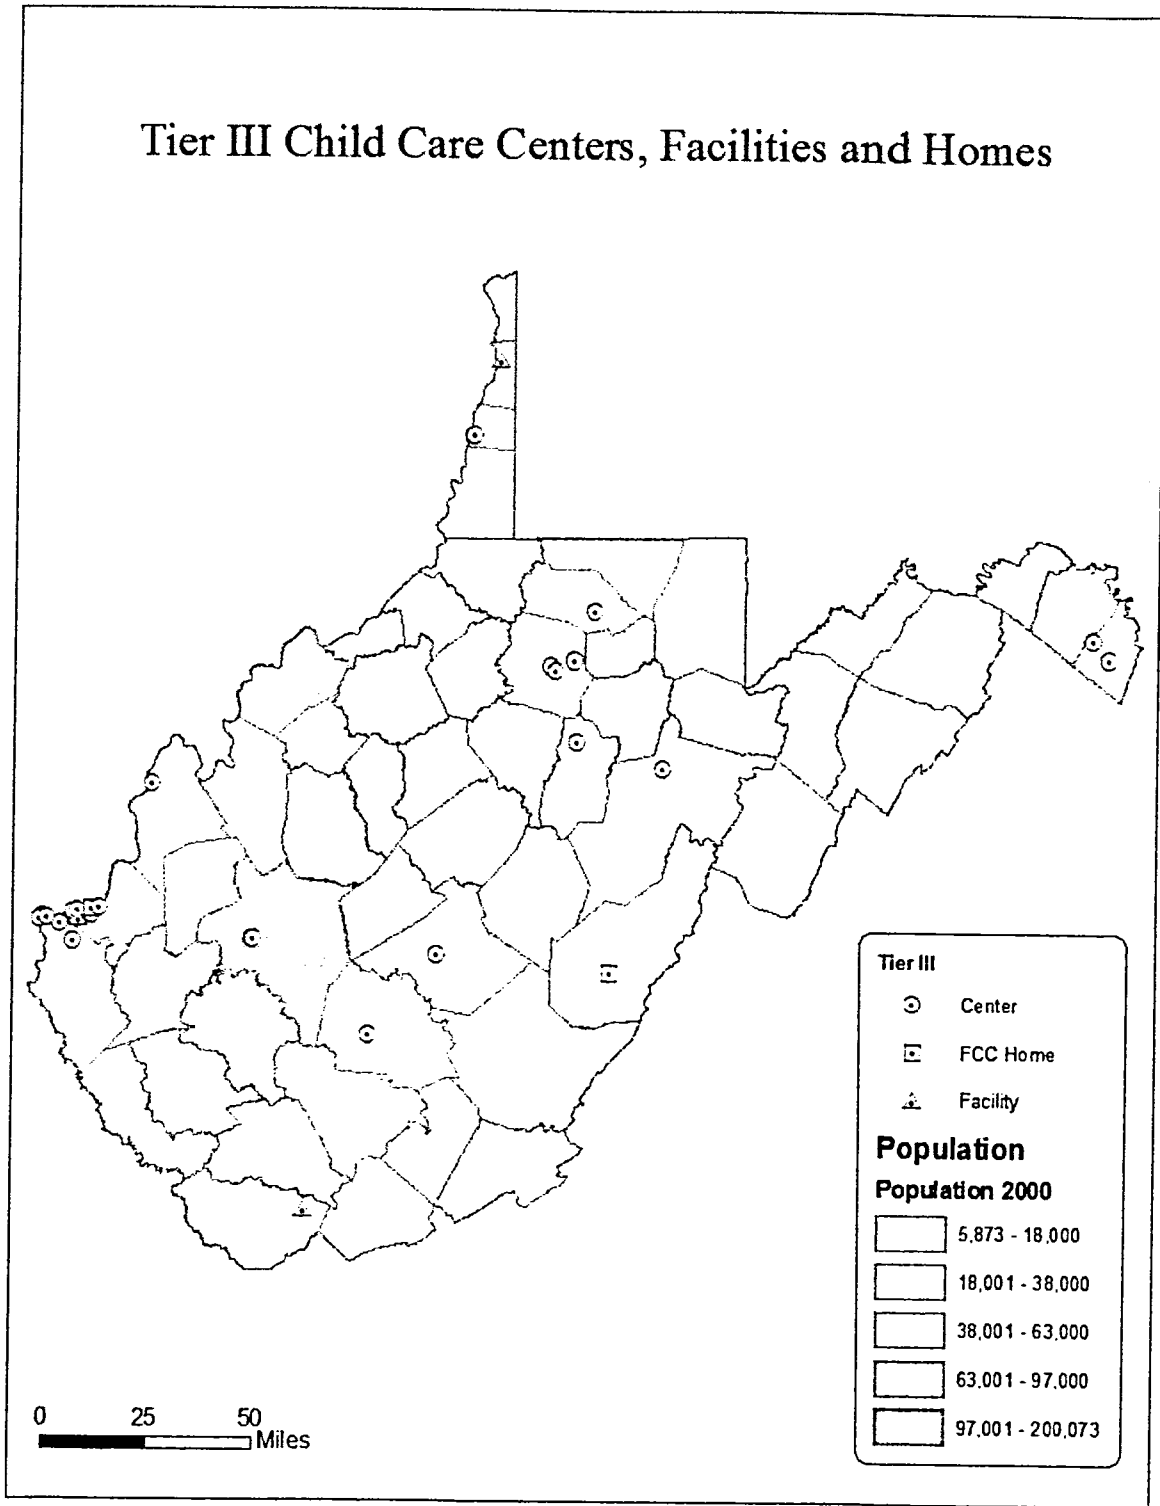 Tier III Child Care Centers, Facilities and Homes
Tier III
Center
FCC Home
Facility
Population
Population 2000
5,873 - 18,000
18,001 - 38,000
38,001 - 63,000
63,001 - 97,000
97,001 - 200,073
0 25 50
Miles